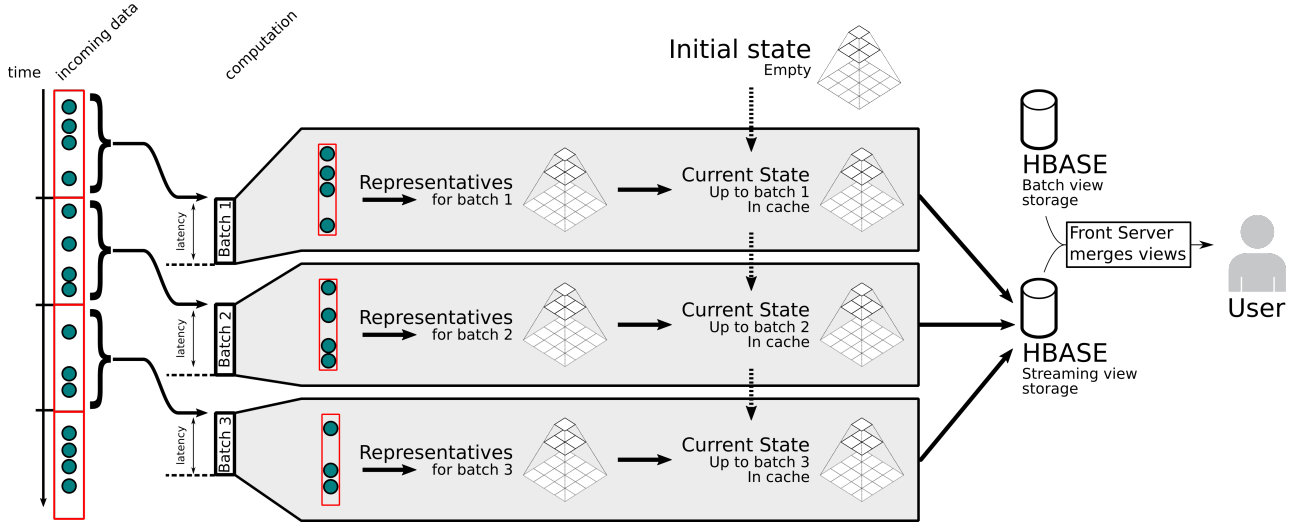 time
incoming data
computation
Initial state
Empty
latency
Batch 1
Representatives
for batch 1
Current State
Up to batch 1
In cache
latency
Batch 2
Representatives
for batch 2
Current State
Up to batch 2
In cache
latency
Batch 3
Representatives
for batch 3
Current State
Up to batch 3
In cache
HBASE
Batch view
storage
Front Server
merges views
HBASE
Streaming view
storage
User